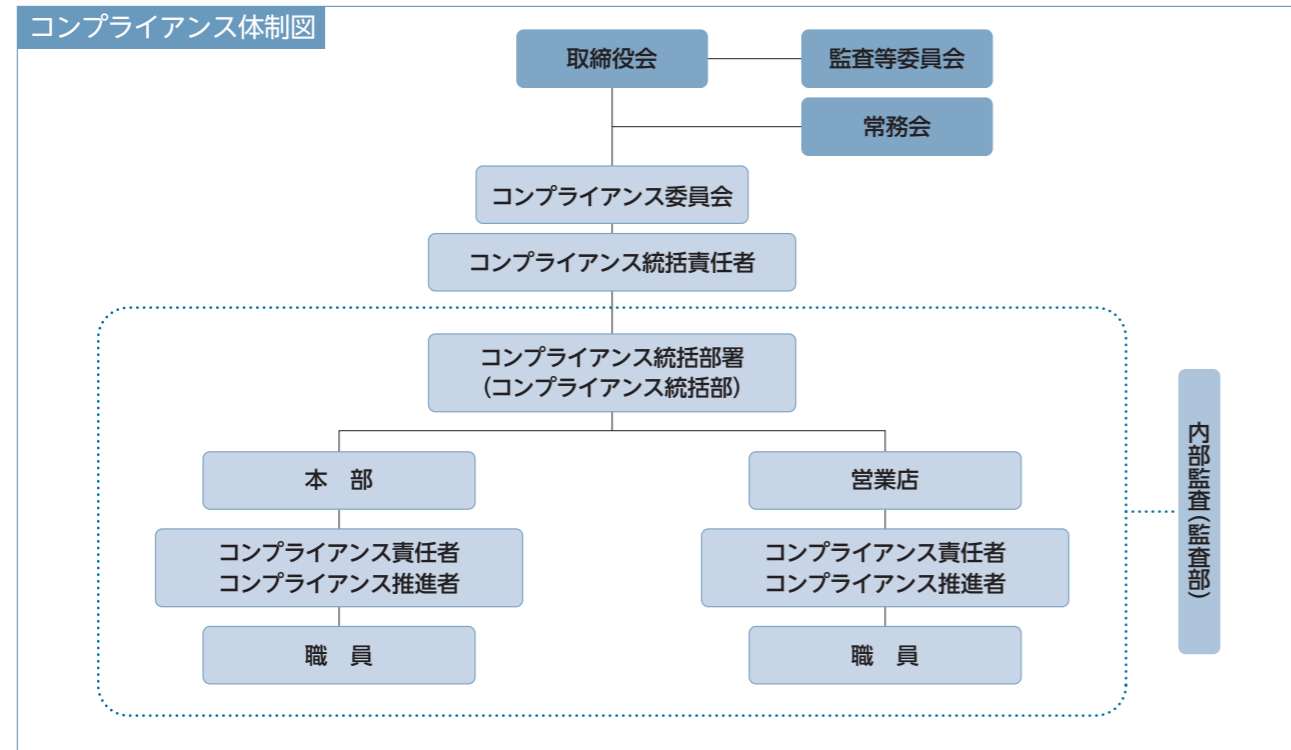 コンプライアンス体制図
取締役会
監査等委員会
常務会
コンプライアンス委員会
コンプライアンス統括責任者
コンプライアンス統括部署
(コンプライアンス統括部)
本　部
営業店
コンプライアンス責任者
コンプライアンス推進者
コンプライアンス責任者
コンプライアンス推進者
職　員
職　員
内部監査(監査部)